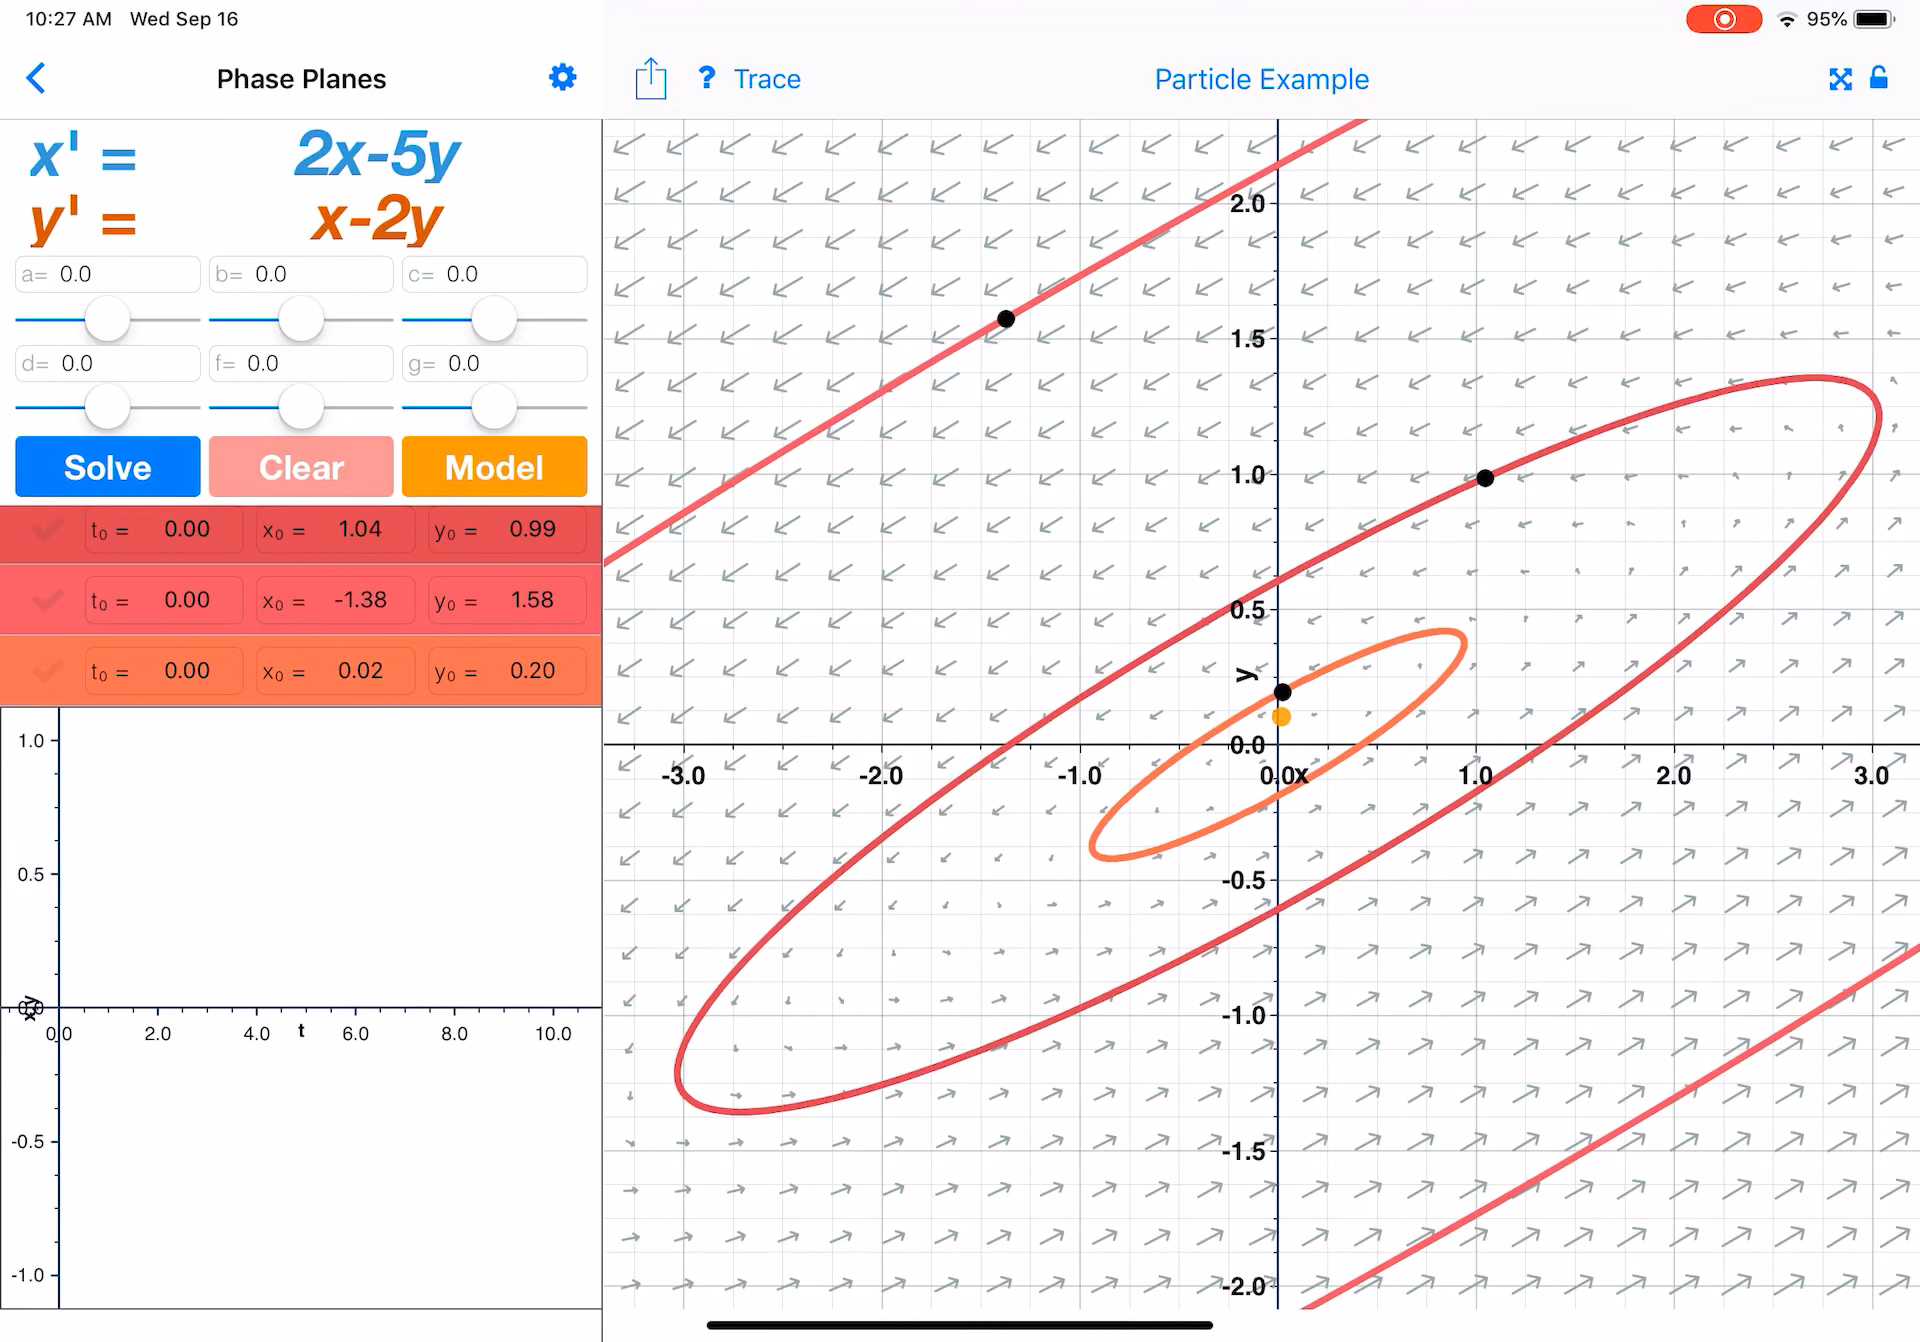 10:27 AM Wed Sep 16
95%
Phase Planes
? Trace
Particle Example
x' = 2x-5y
y' = x-2y
a= 0.0 b= 0.0 c= 0.0
d= 0.0 f= 0.0 g= 0.0
Solve Clear Model
t₀ = 0.00 x₀ = 1.04 y₀ = 0.99
t₀ = 0.00 x₀ = -1.38 y₀ = 1.58
t₀ = 0.00 x₀ = 0.02 y₀ = 0.20
1.0
0.5
0.0 2.0 4.0 t 6.0 8.0 10.0
-0.5
-1.0
2.0
1.5
1.0
0.5
y
0.0
-3.0 -2.0 -1.0 0.0 x 1.0 2.0 3.0
-0.5
-1.0
-1.5
-2.0